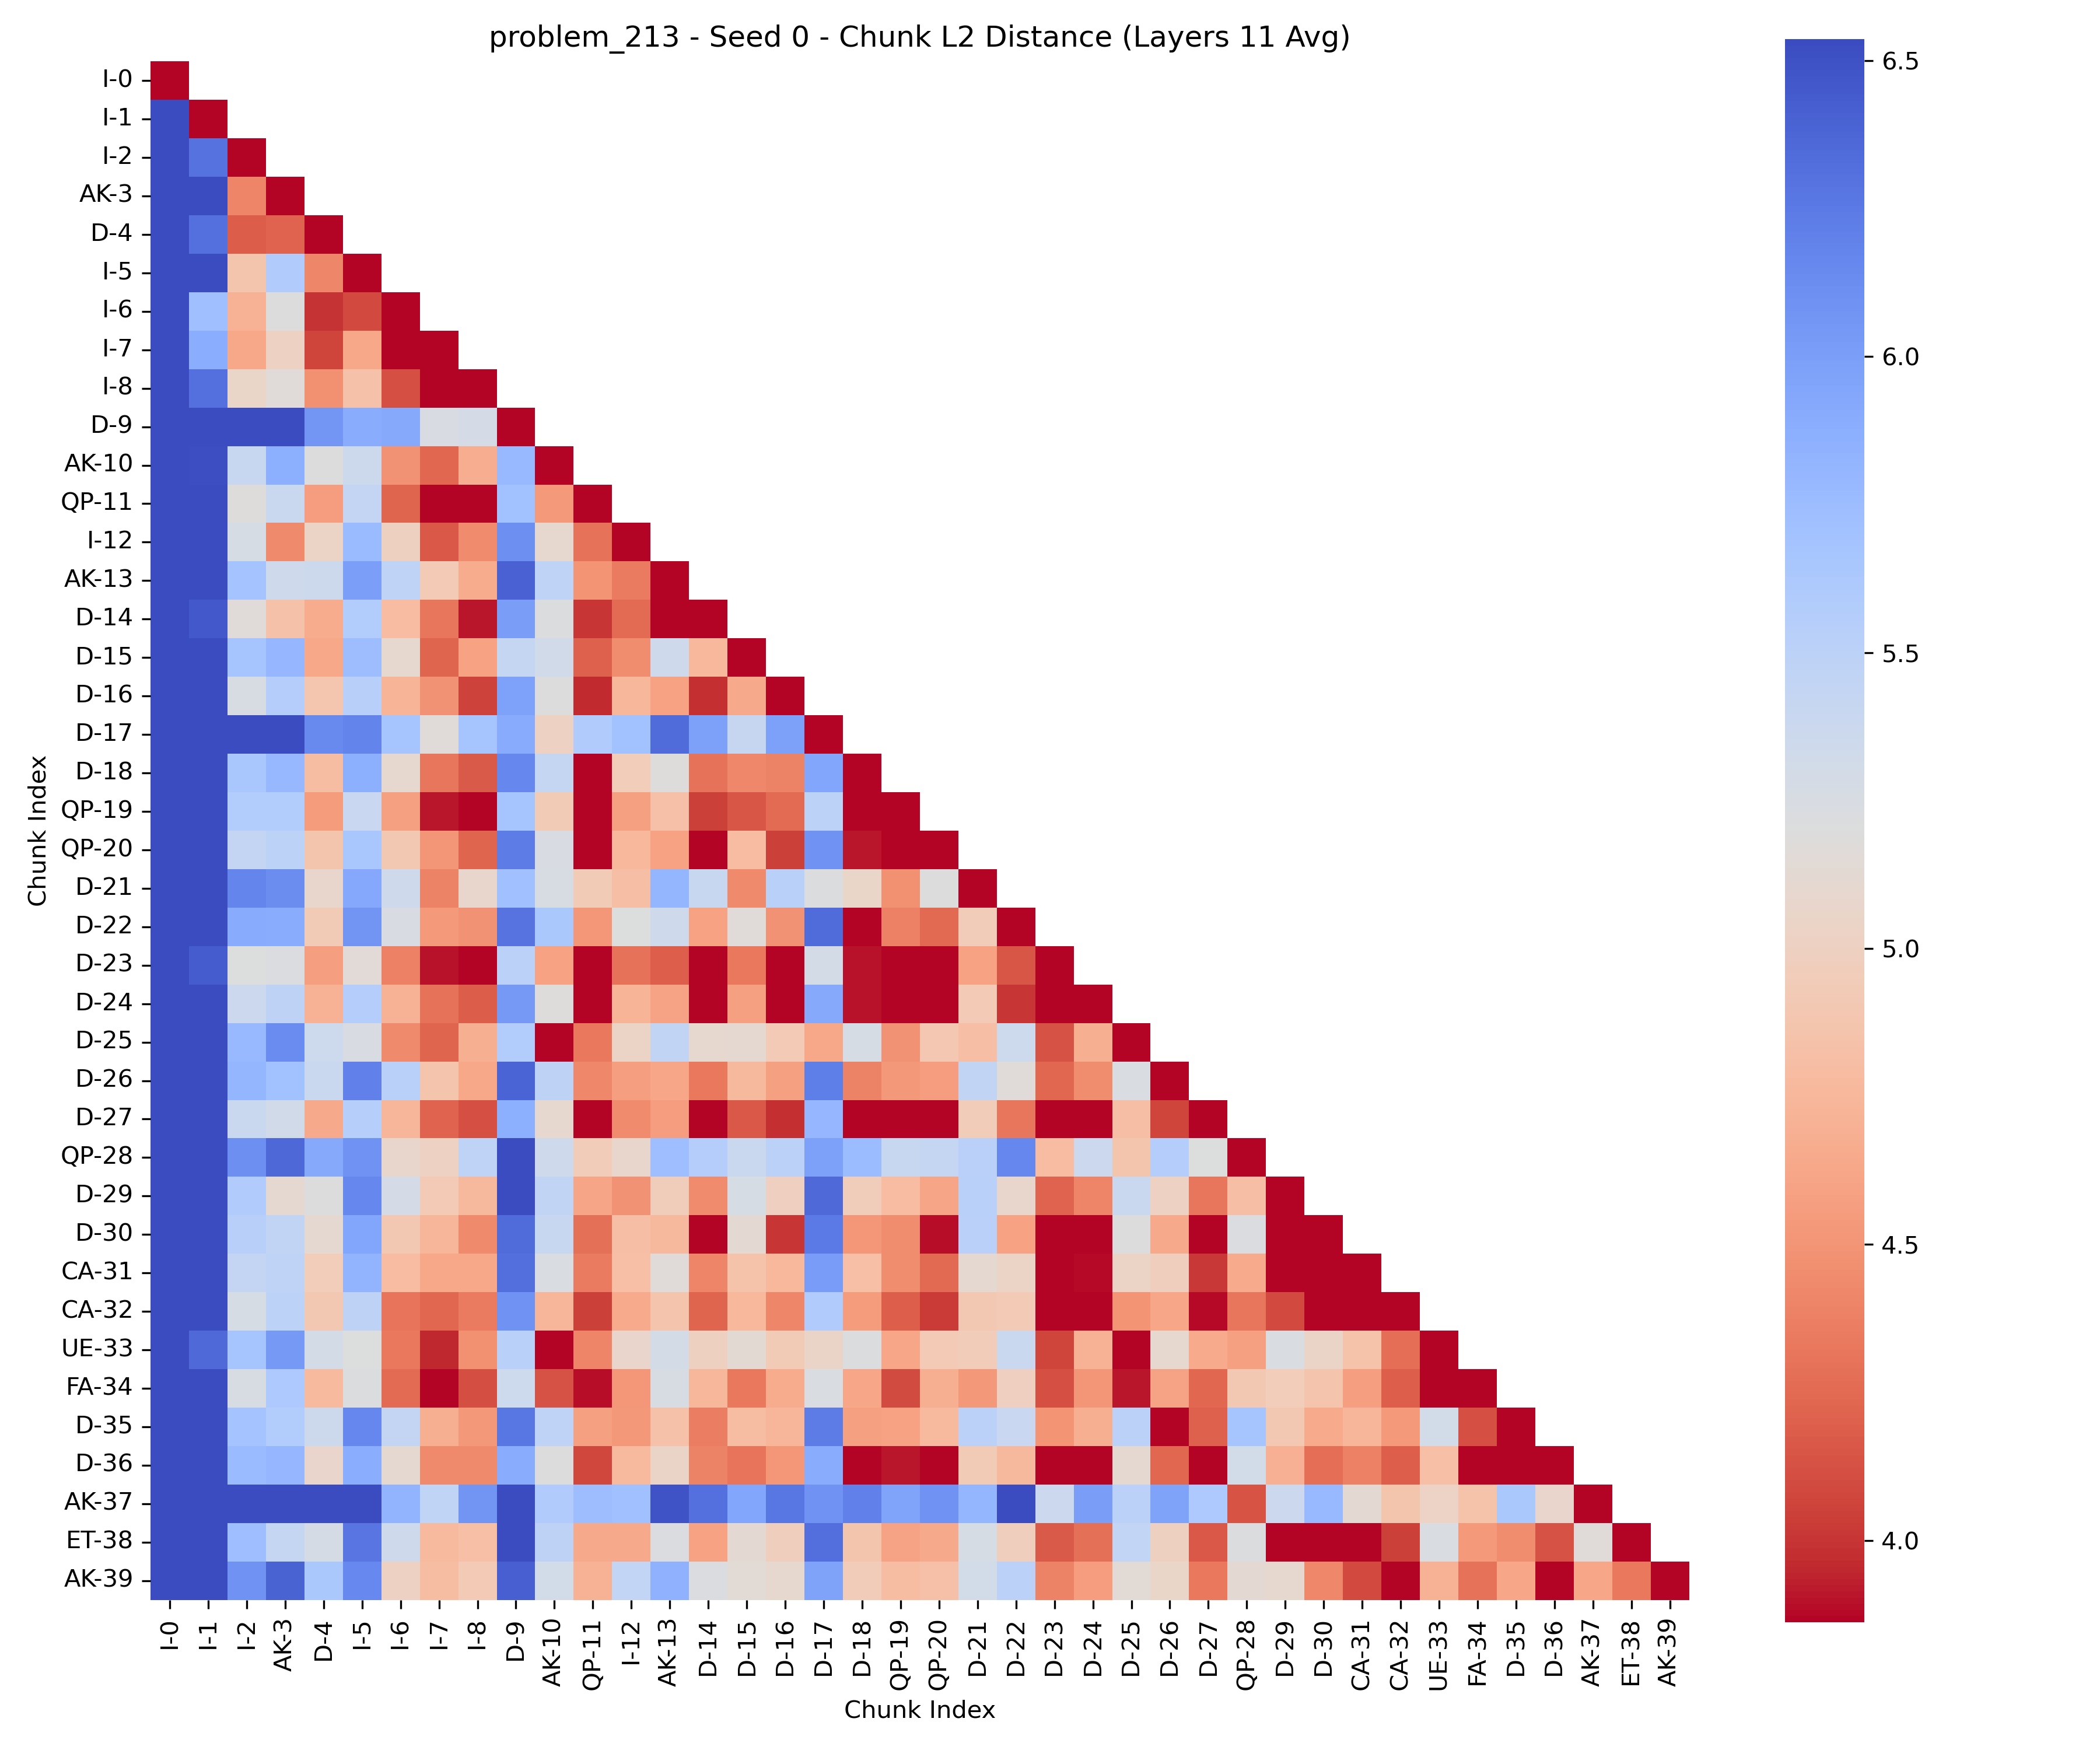 problem_213 - Seed 0 - Chunk L2 Distance (Layers 11 Avg)
Chunk Index
I-0
I-1
I-2
AK-3
D-4
I-5
I-6
I-7
I-8
D-9
AK-10
QP-11
I-12
AK-13
D-14
D-15
D-16
D-17
D-18
QP-19
QP-20
D-21
D-22
D-23
D-24
D-25
D-26
D-27
QP-28
D-29
D-30
CA-31
CA-32
UE-33
FA-34
D-35
D-36
AK-37
ET-38
AK-39
I-0 I-1 I-2 AK-3 D-4 I-5 I-6 I-7 I-8 D-9 AK-10 QP-11 I-12 AK-13 D-14 D-15 D-16 D-17 D-18 QP-19 QP-20 D-21 D-22 D-23 D-24 D-25 D-26 D-27 QP-28 D-29 D-30 CA-31 CA-32 UE-33 FA-34 D-35 D-36 AK-37 ET-38 AK-39
Chunk Index
6.5
6.0
5.5
5.0
4.5
4.0